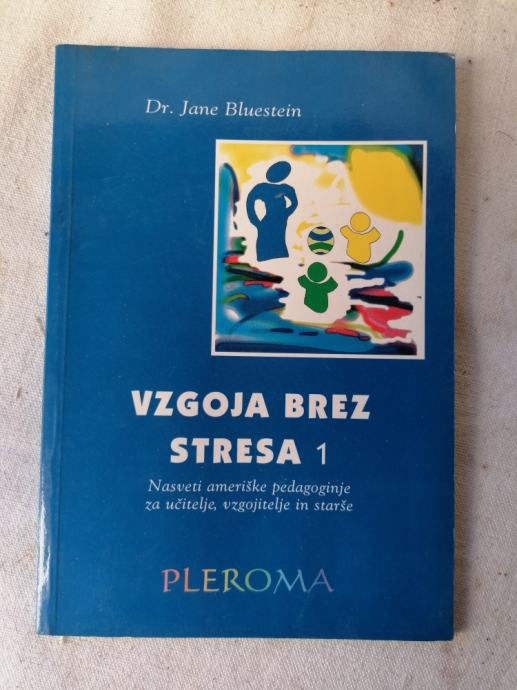 Dr. Jane Bluestein
VZGOJA BREZ
STRESA 1
Nasveti ameriške pedagoginje
za učitelje, vzgojitelje in starše
PLEROMA